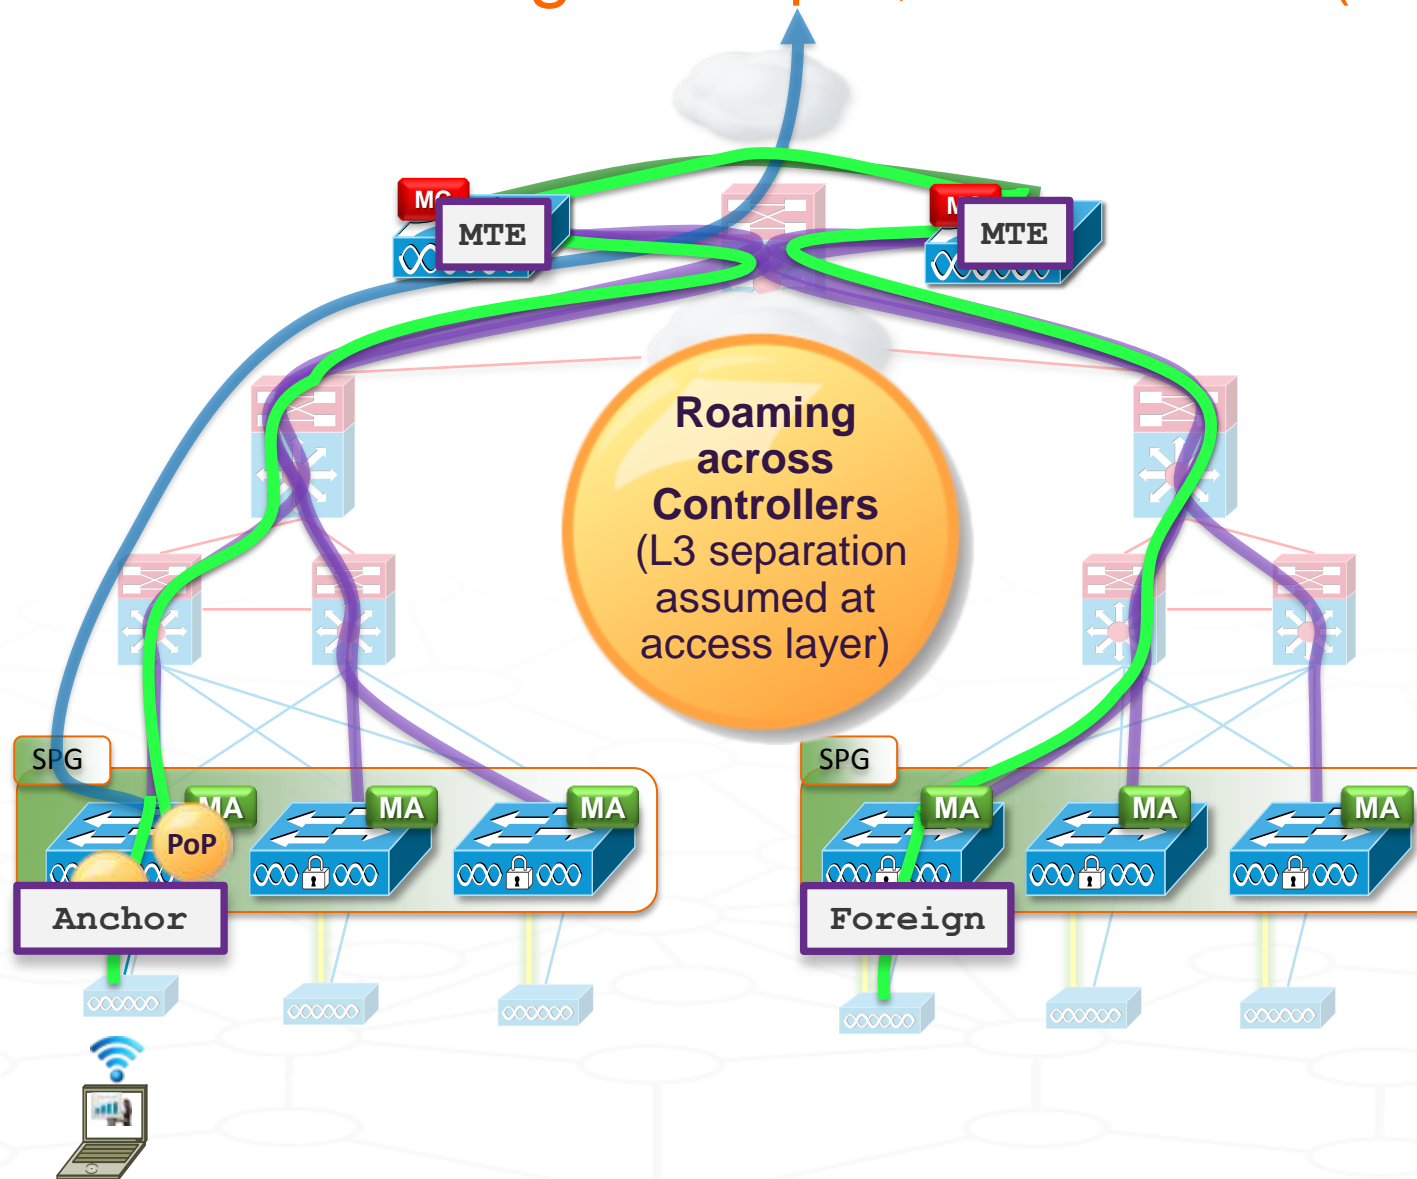 MTE
MTE
Roaming
across
Controllers
(L3 separation
assumed at
access layer)
SPG
SPG
MA
MA
MA
MA
MA
MA
PoP
Anchor
Foreign